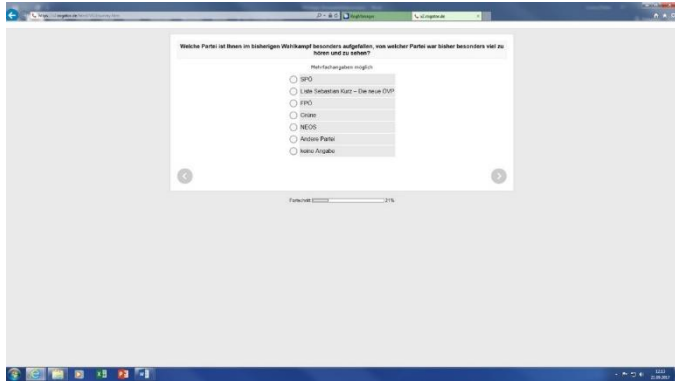 VoxManager
Welche Partei ist Ihnen im bisherigen Wahlkampf besonders aufgefallen, von welcher Partei war bisher besonders viel zu
hören und zu sehen?
Mehrfachangaben möglich
SPÖ
Liste Sebastian Kurz – Die neue ÖVP
FPÖ
Grüne
NEOS
Andere Partei
keine Angabe
Fortschritt
21%